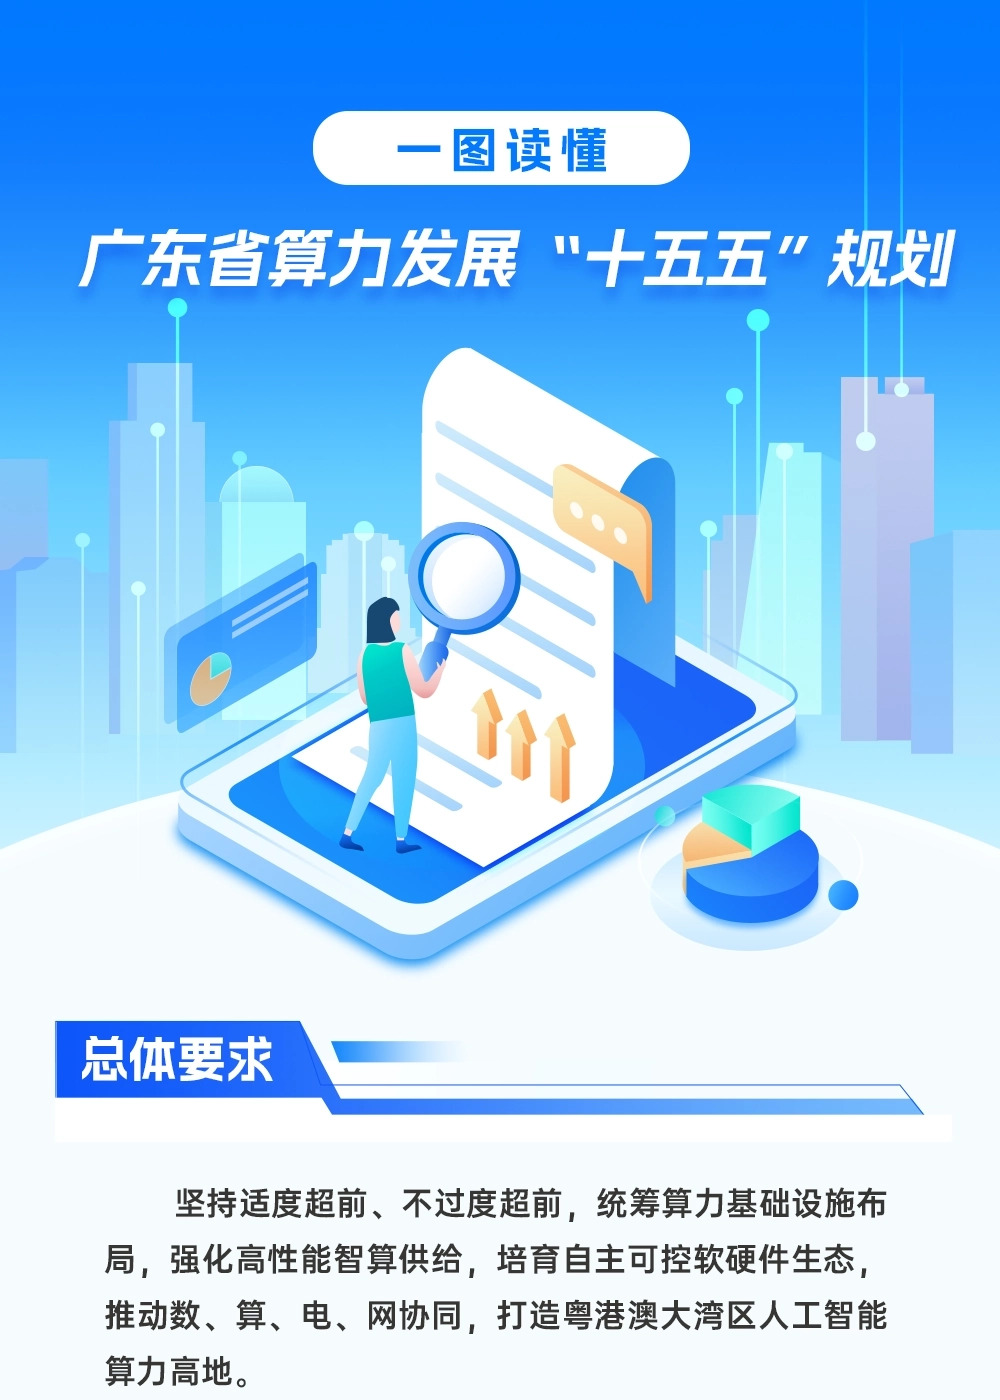 一图读懂
广东省算力发展“十五五”规划
总体要求
坚持适度超前、不过度超前，统筹算力基础设施布
局，强化高性能智算供给，培育自主可控软硬件生态，
推动数、算、电、网协同，打造粤港澳大湾区人工智能
算力高地。